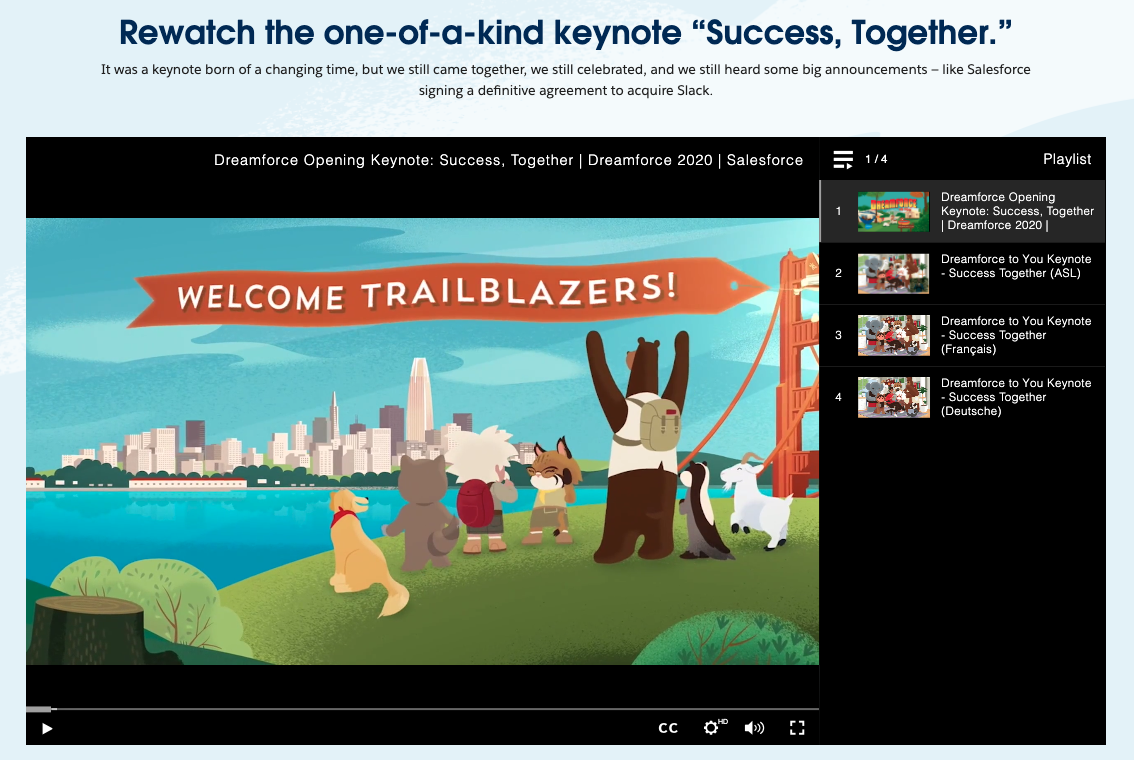 Rewatch the one-of-a-kind keynote “Success, Together.”
It was a keynote born of a changing time, but we still came together, we still celebrated, and we still heard some big announcements – like Salesforce
signing a definitive agreement to acquire Slack.
Dreamforce Opening Keynote: Success, Together | Dreamforce 2020 | Salesforce
WELCOME TRAILBLAZERS!
CC
HD
1 / 4
Playlist
1
Dreamforce Opening
Keynote: Success, Together
| Dreamforce 2020 |
2
Dreamforce to You Keynote
- Success Together (ASL)
3
Dreamforce to You Keynote
- Success Together
(Français)
4
Dreamforce to You Keynote
- Success Together
(Deutsche)